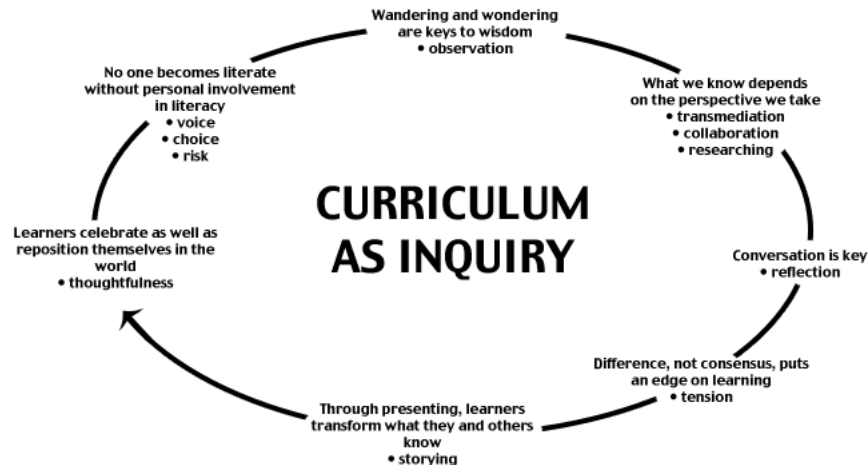 Wandering and wondering
are keys to wisdom
• observation
What we know depends
on the perspective we take
• transmediation
• collaboration
• researching
Conversation is key
• reflection
Difference, not consensus, puts
an edge on learning
• tension
Through presenting, learners
transform what they and others
know
• storying
Learners celebrate as well as
reposition themselves in the
world
• thoughtfulness
No one becomes literate
without personal involvement
in literacy
• voice
• choice
• risk
CURRICULUM
AS INQUIRY